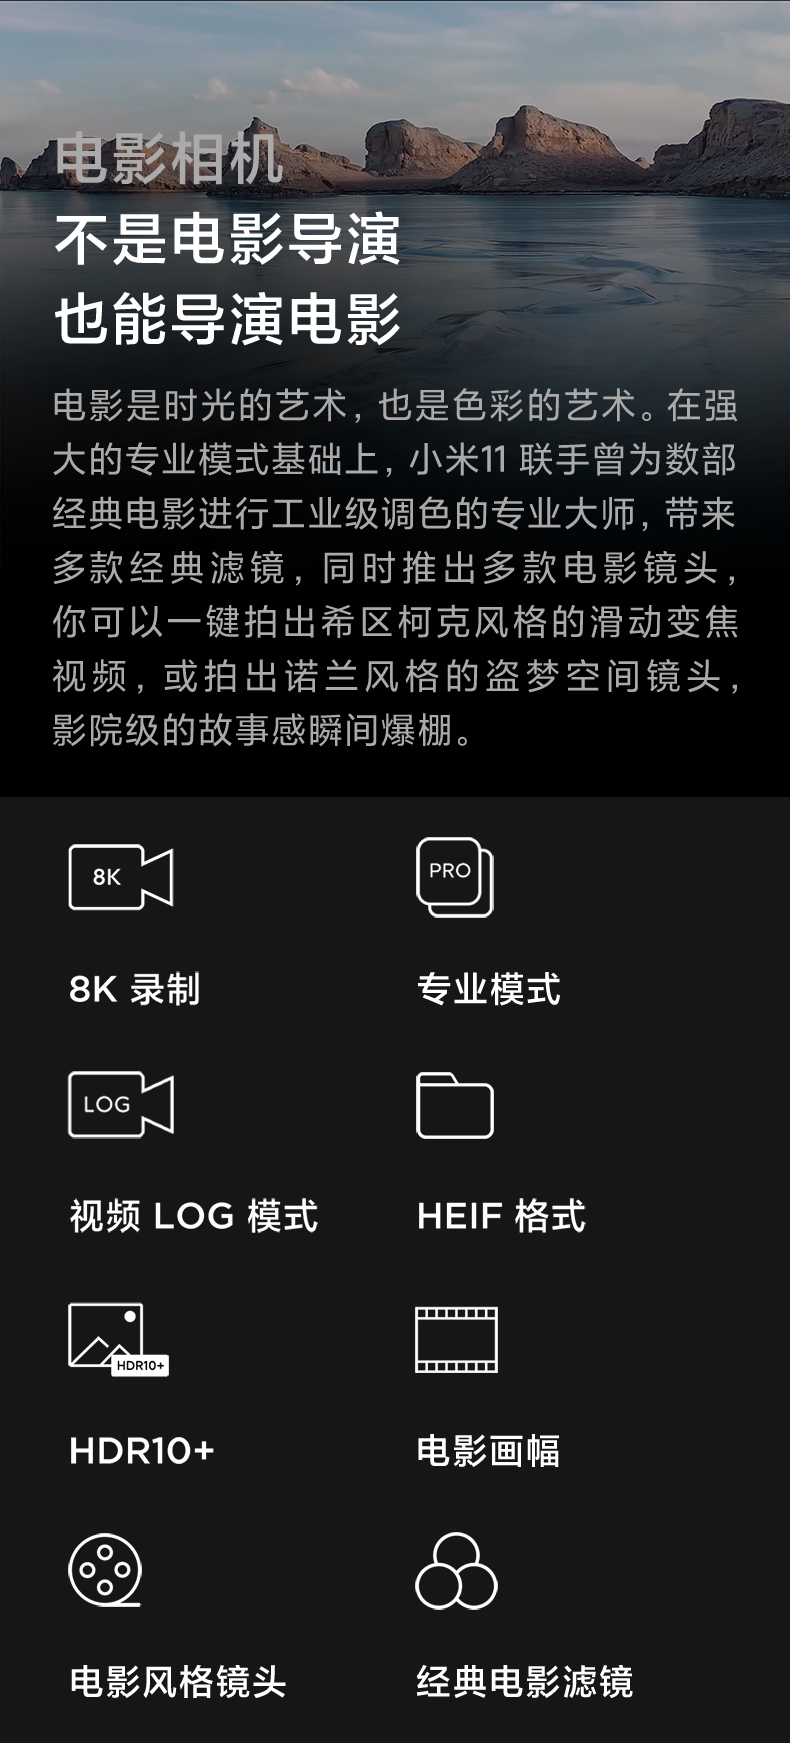 电影相机
不是电影导演
也能导演电影
电影是时光的艺术，也是色彩的艺术。在强
大的专业模式基础上，小米11 联手曾为数部
经典电影进行工业级调色的专业大师，带来
多款经典滤镜，同时推出多款电影镜头，
你可以一键拍出希区柯克风格的滑动变焦
视频，或拍出诺兰风格的盗梦空间镜头，
影院级的故事感瞬间爆棚。
8K
PRO
8K 录制
专业模式
LOG
视频 LOG 模式
HEIF 格式
HDR10+
HDR10+
电影画幅
电影风格镜头
经典电影滤镜